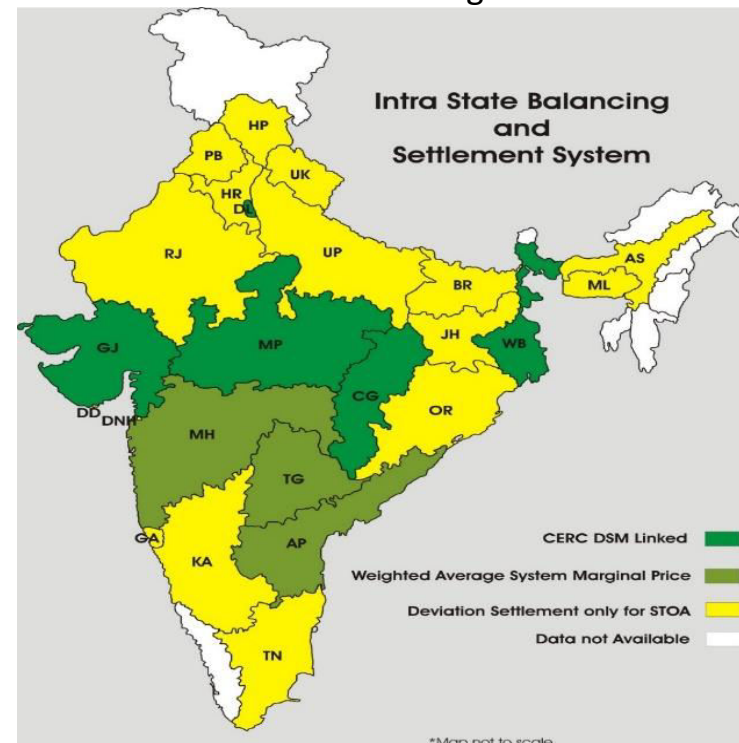 Intra State Balancing
and
Settlement System
HP
PB
UK
HR
DL
RJ
UP
BR
AS
ML
JH
WB
GJ
MP
CG
OR
DD
DNH
MH
TG
GA
AP
KA
TN
CERC DSM Linked
Weighted Average System Marginal Price
Deviation Settlement only for STOA
Data not Available
*Map not to scale